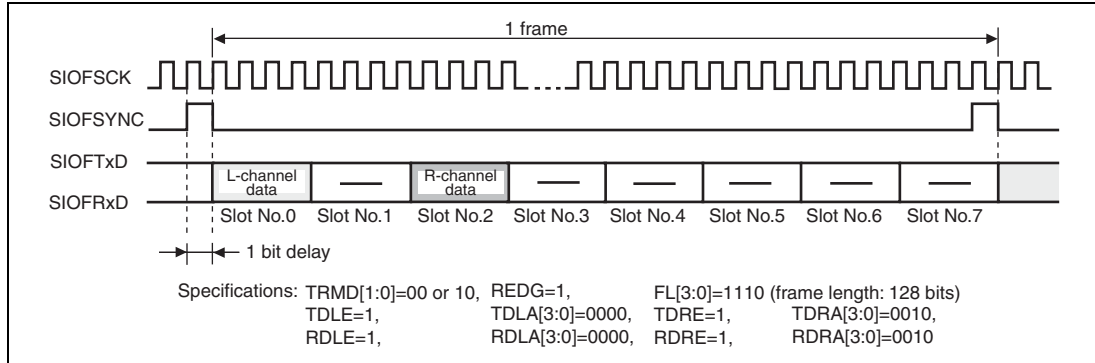 1 frame
SIOFSCK
SIOFSYNC
SIOFTxD
SIOFRxD
L-channel
data
R-channel
data
Slot No.0 Slot No.1 Slot No.2 Slot No.3 Slot No.4 Slot No.5 Slot No.6 Slot No.7
1 bit delay
Specifications: TRMD[1:0]=00 or 10, REDG=1, FL[3:0]=1110 (frame length: 128 bits)
TDLE=1, TDLA[3:0]=0000, TDRE=1, TDRA[3:0]=0010,
RDLE=1, RDLA[3:0]=0000, RDRE=1, RDRA[3:0]=0010